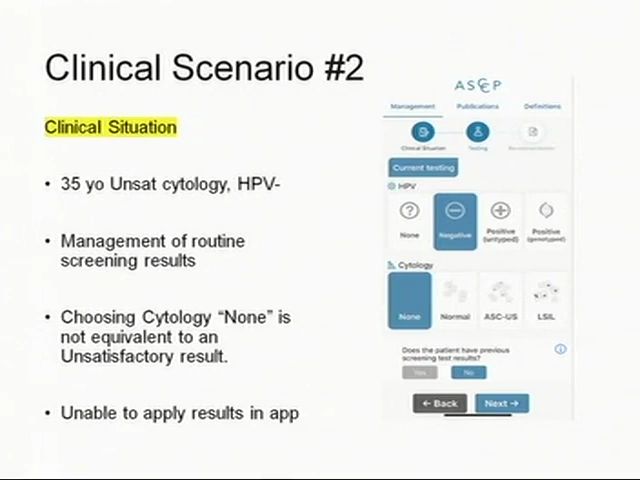 Clinical Scenario #2
Clinical Situation
• 35 yo Unsat cytology, HPV-
• Management of routine
screening results
• Choosing Cytology “None” is
not equivalent to an
Unsatisfactory result.
• Unable to apply results in app
ASCCP
Management Publications Definitions
Clinical Situation Testing
Current testing
HPV
None Negative Positive (untyped) Positive (genotyped)
Cytology
None Normal ASC-US LSIL
Does the patient have previous
screening test results?
Yes No
← Back Next →